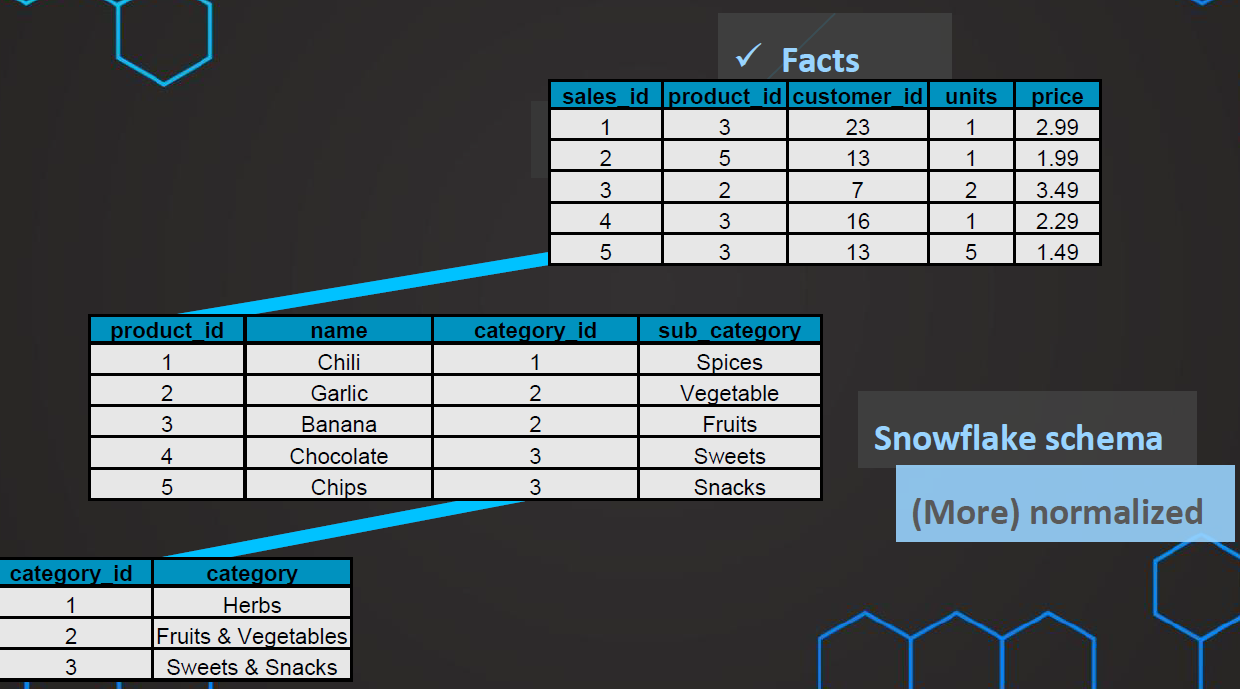 ✓ Facts
sales_id product_id customer_id units price
1 3 23 1 2.99
2 5 13 1 1.99
3 2 7 2 3.49
4 3 16 1 2.29
5 3 13 5 1.49
product_id name category_id sub_category
1 Chili 1 Spices
2 Garlic 2 Vegetable
3 Banana 2 Fruits
4 Chocolate 3 Sweets
5 Chips 3 Snacks
Snowflake schema
(More) normalized
category_id category
1 Herbs
2 Fruits & Vegetables
3 Sweets & Snacks